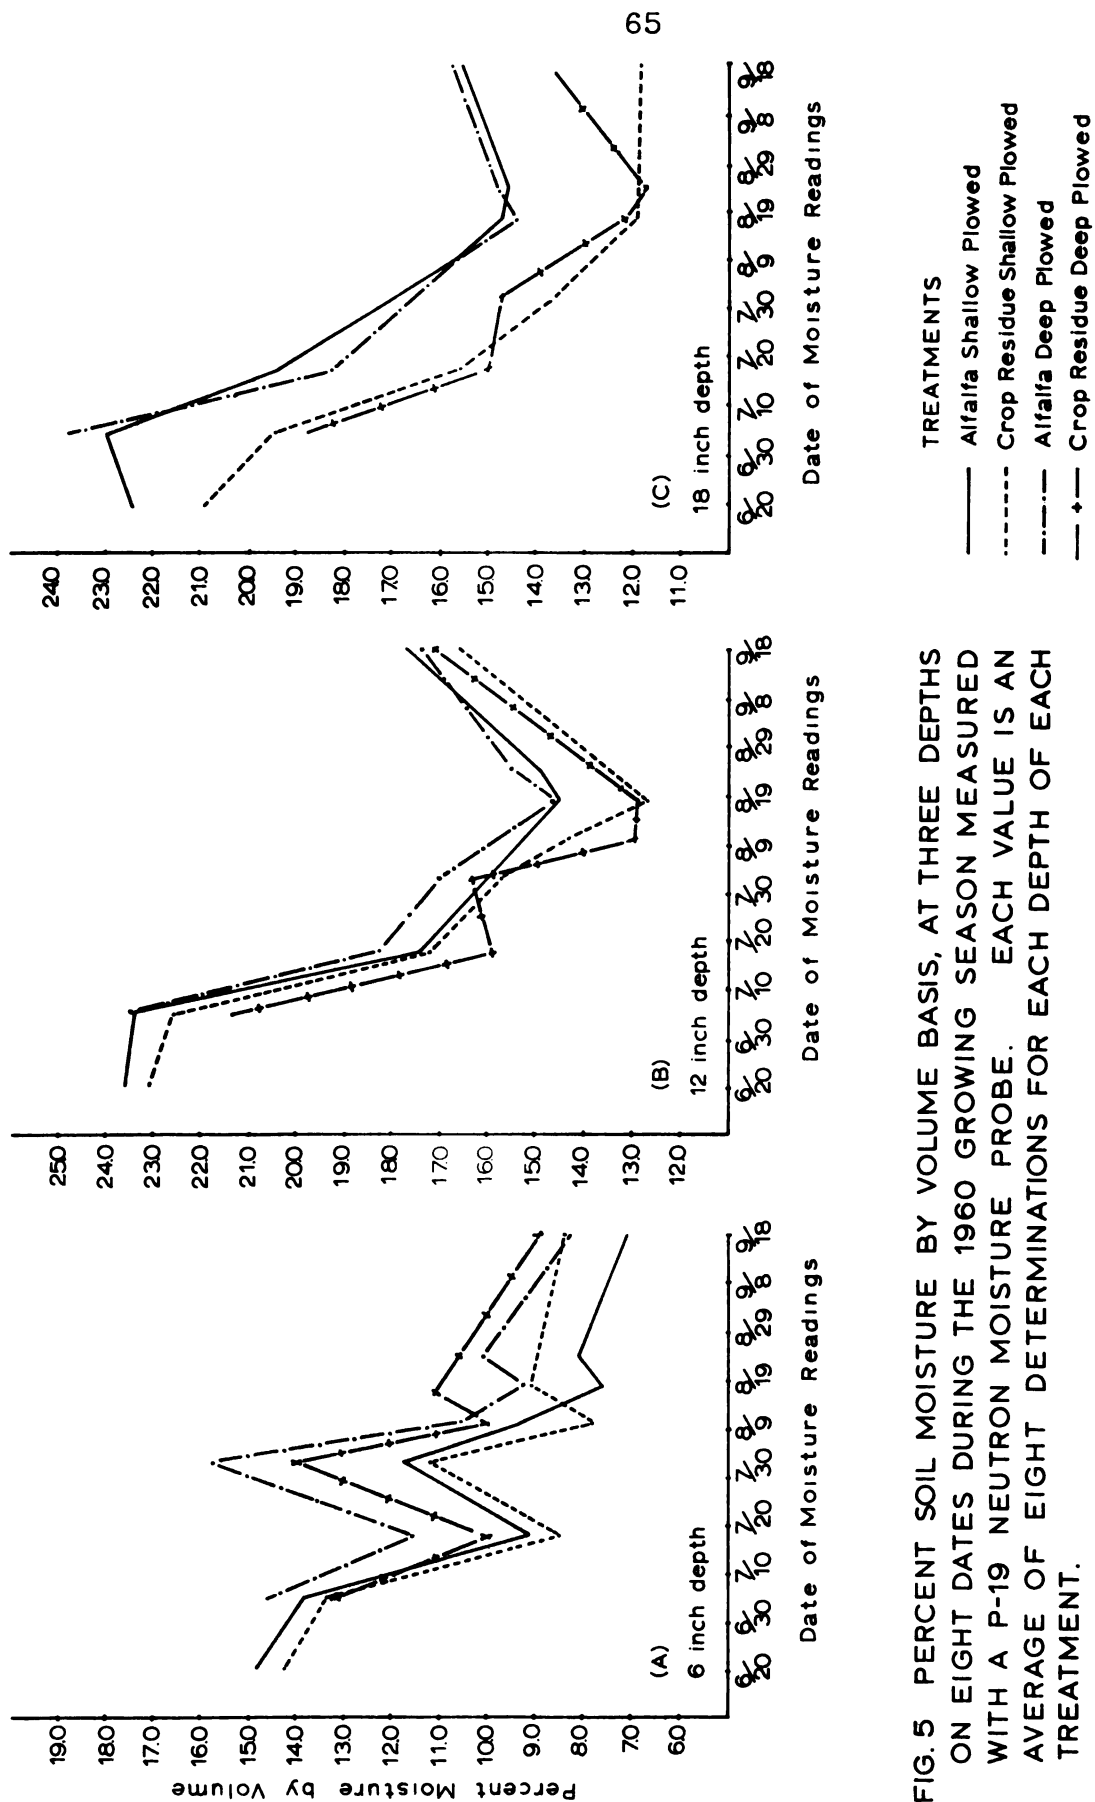 65
Percent Moisture by Volume
19.0
18.0
17.0
16.0
15.0
14.0
13.0
12.0
11.0
10.0
9.0
8.0
7.0
6.0
(A)
6 inch depth
6/20 6/30 7/10 7/20 7/30 8/9 8/19 8/29 9/8 9/18
Date of Moisture Readings
25.0
24.0
23.0
22.0
21.0
20.0
19.0
18.0
17.0
16.0
15.0
14.0
13.0
12.0
(B)
12 inch depth
6/20 6/30 7/10 7/20 7/30 8/9 8/19 8/29 9/8 9/18
Date of Moisture Readings
24.0
23.0
22.0
21.0
20.0
19.0
18.0
17.0
16.0
15.0
14.0
13.0
12.0
11.0
(C)
18 inch depth
6/20 6/30 7/10 7/20 7/30 8/9 8/19 8/29 9/8 9/18
Date of Moisture Readings
TREATMENTS
Alfalfa Shallow Plowed
Crop Residue Shallow Plowed
Alfalfa Deep Plowed
Crop Residue Deep Plowed
FIG. 5 PERCENT SOIL MOISTURE BY VOLUME BASIS, AT THREE DEPTHS
ON EIGHT DATES DURING THE 1960 GROWING SEASON MEASURED
WITH A P-19 NEUTRON MOISTURE PROBE. EACH VALUE IS AN
AVERAGE OF EIGHT DETERMINATIONS FOR EACH DEPTH OF EACH
TREATMENT.